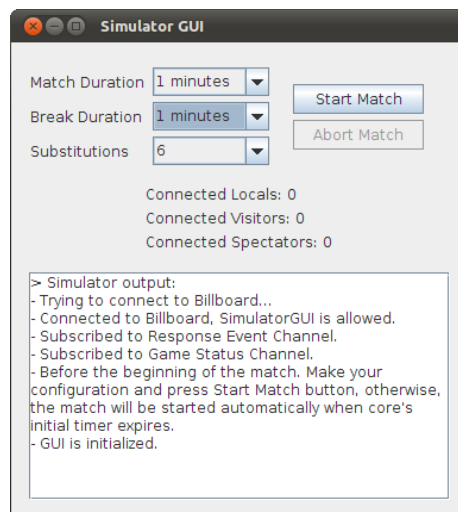 Simulator GUI
Match Duration 1 minutes
Start Match
Break Duration 1 minutes
Abort Match
Substitutions 6
Connected Locals: 0
Connected Visitors: 0
Connected Spectators: 0
> Simulator output:
- Trying to connect to Billboard...
- Connected to Billboard, SimulatorGUI is allowed.
- Subscribed to Response Event Channel.
- Subscribed to Game Status Channel.
- Before the beginning of the match. Make your
configuration and press Start Match button, otherwise,
the match will be started automatically when core's
initial timer expires.
- GUI is initialized.